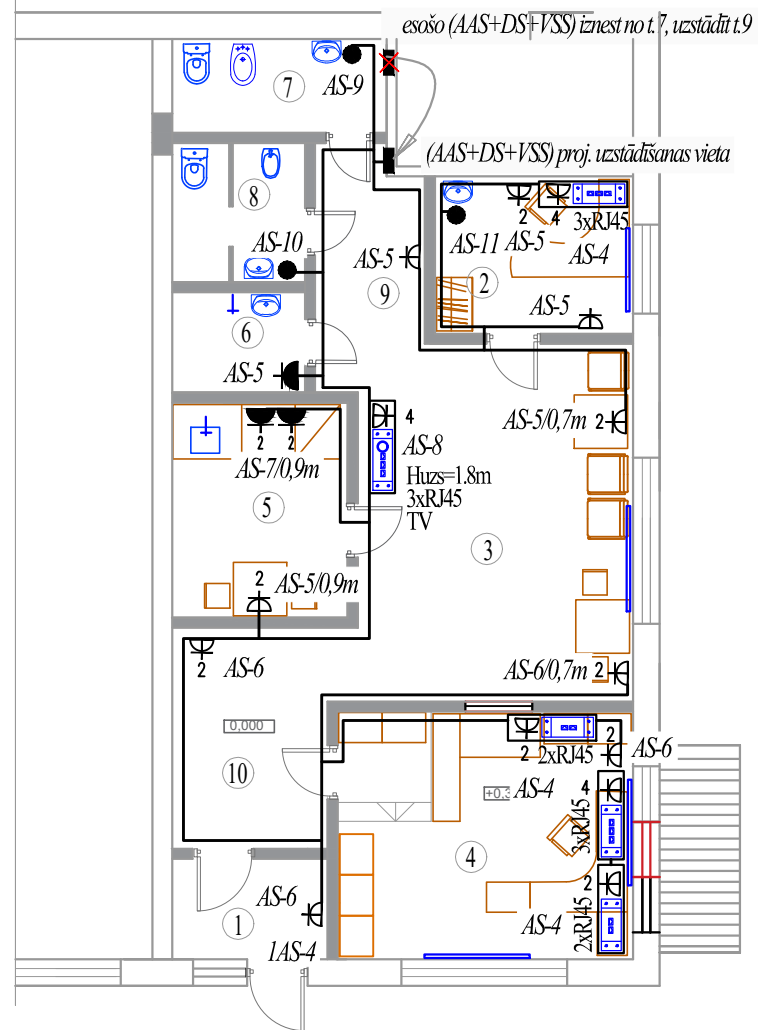 esošo (AAS+DS+VSS) iznest no t.7, uzstādīt t.9
7
AS-9
(AAS+DS+VSS) proj. uzstādīšanas vieta
8
2
4
3xRJ45
AS-10
AS-11
AS-5
AS-4
AS-5
9
2
AS-5
6
AS-5
AS-5/0,7m
2
4
2
2
AS-8
AS-7/0,9m
Huzs=1.8m
3xRJ45
TV
5
3
2
AS-5/0,9m
2
AS-6
AS-6/0,7m
2
0,000
2
2
2xRJ45
AS-6
10
+0,3
AS-4
4
3xRJ45
4
2
AS-6
1
AS-4
2xRJ45
1AS-4